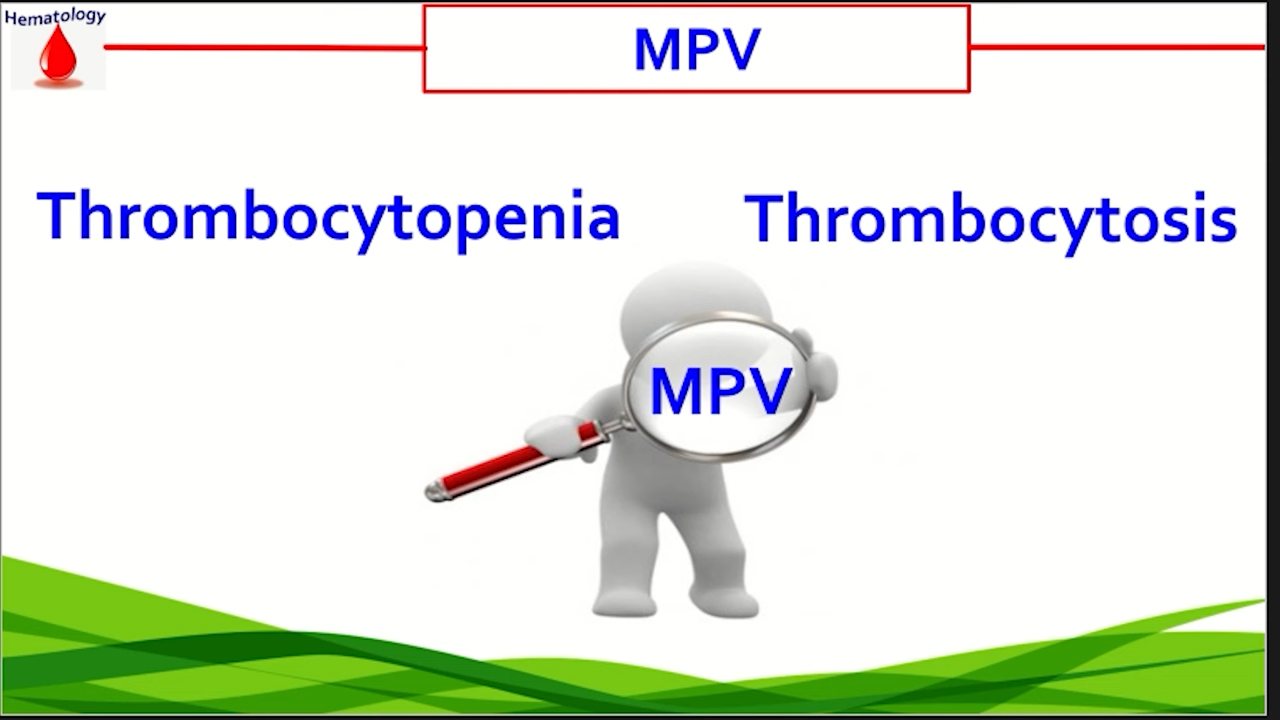 Hematology
MPV
Thrombocytopenia
Thrombocytosis
MPV